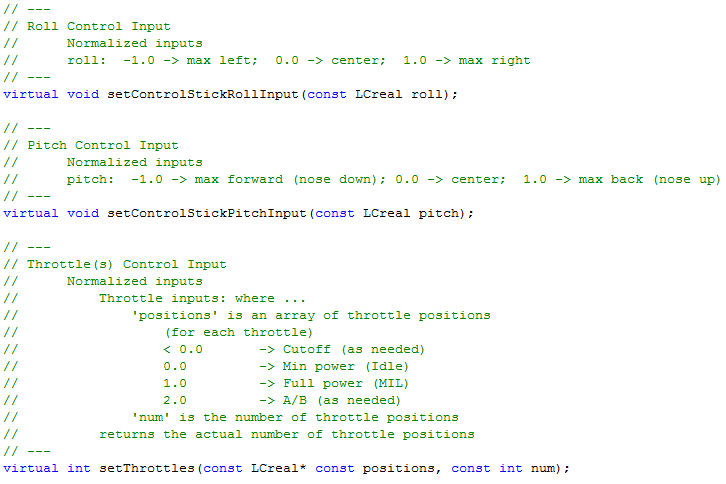 // ---
// Roll Control Input
//      Normalized inputs
//      roll:  -1.0 -> max left;  0.0 -> center;  1.0 -> max right
// ---
virtual void setControlStickRollInput(const LCreal roll);

// ---
// Pitch Control Input
//      Normalized inputs
//      pitch:  -1.0 -> max forward (nose down); 0.0 -> center;  1.0 -> max back (nose up)
// ---
virtual void setControlStickPitchInput(const LCreal pitch);

// ---
// Throttle(s) Control Input
//      Normalized inputs
//          Throttle inputs: where ...
//              'positions' is an array of throttle positions
//                  (for each throttle)
//                  < 0.0       -> Cutoff (as needed)
//                  0.0         -> Min power (Idle)
//                  1.0         -> Full power (MIL)
//                  2.0         -> A/B (as needed)
//              'num' is the number of throttle positions
//          returns the actual number of throttle positions
// ---
virtual int setThrottles(const LCreal* const positions, const int num);